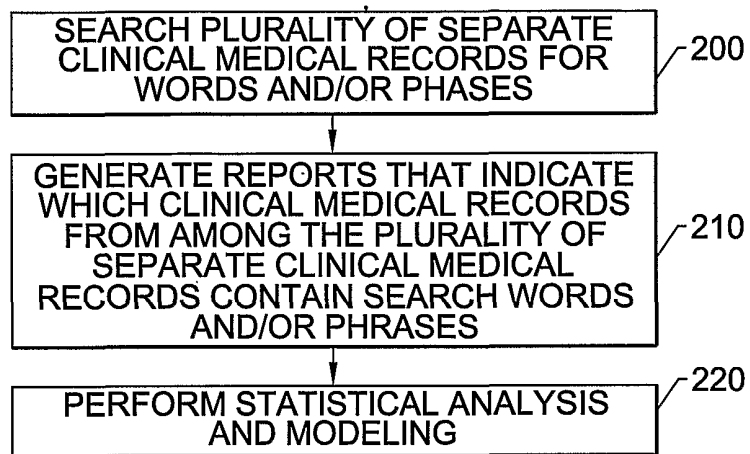 SEARCH PLURALITY OF SEPARATE
CLINICAL MEDICAL RECORDS FOR
WORDS AND/OR PHASES
200
GENERATE REPORTS THAT INDICATE
WHICH CLINICAL MEDICAL RECORDS
FROM AMONG THE PLURALITY OF
SEPARATE CLINICAL MEDICAL
RECORDS CONTAIN SEARCH WORDS
AND/OR PHRASES
210
PERFORM STATISTICAL ANALYSIS
AND MODELING
220